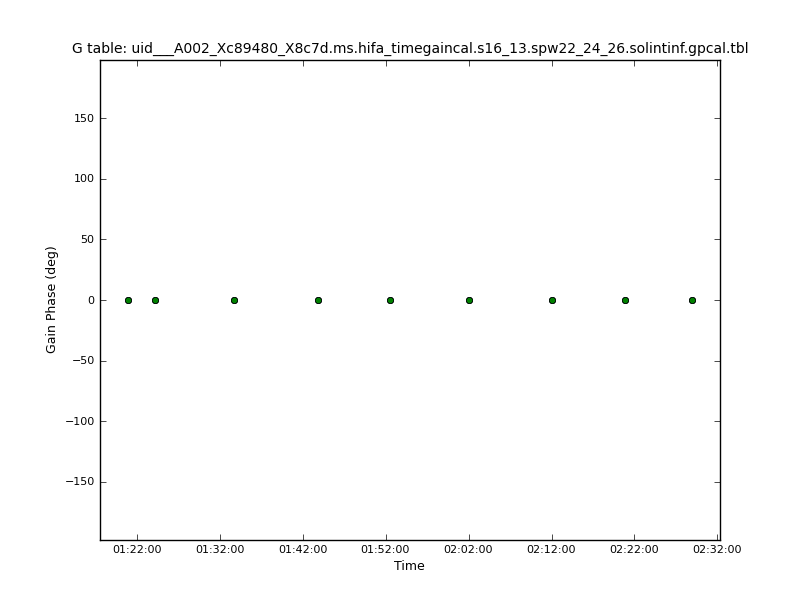 G table: uid___A002_Xc89480_X8c7d.ms.hifa_timegaincal.s16_13.spw22_24_26.solintinf.gpcal.tbl
150
100
50
0
−50
−100
−150
Gain Phase (deg)
01:22:00 01:32:00 01:42:00 01:52:00 02:02:00 02:12:00 02:22:00 02:32:00
Time